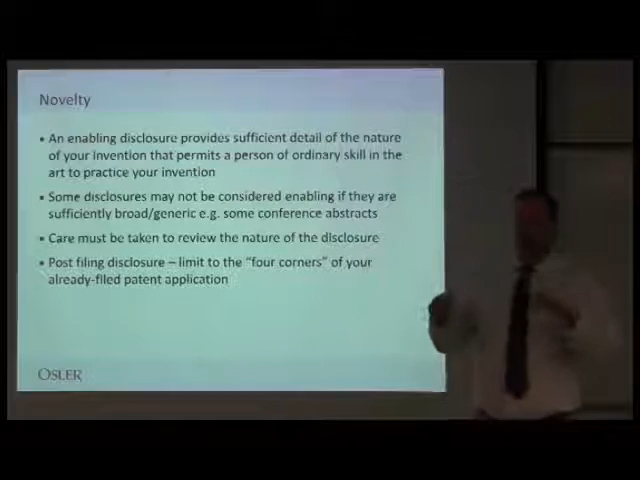 Novelty
• An enabling disclosure provides sufficient detail of the nature
of your invention that permits a person of ordinary skill in the
art to practice your invention
• Some disclosures may not be considered enabling if they are
sufficiently broad/generic e.g. some conference abstracts
• Care must be taken to review the nature of the disclosure
• Post filing disclosure – limit to the “four corners” of your
already-filed patent application
OSLER